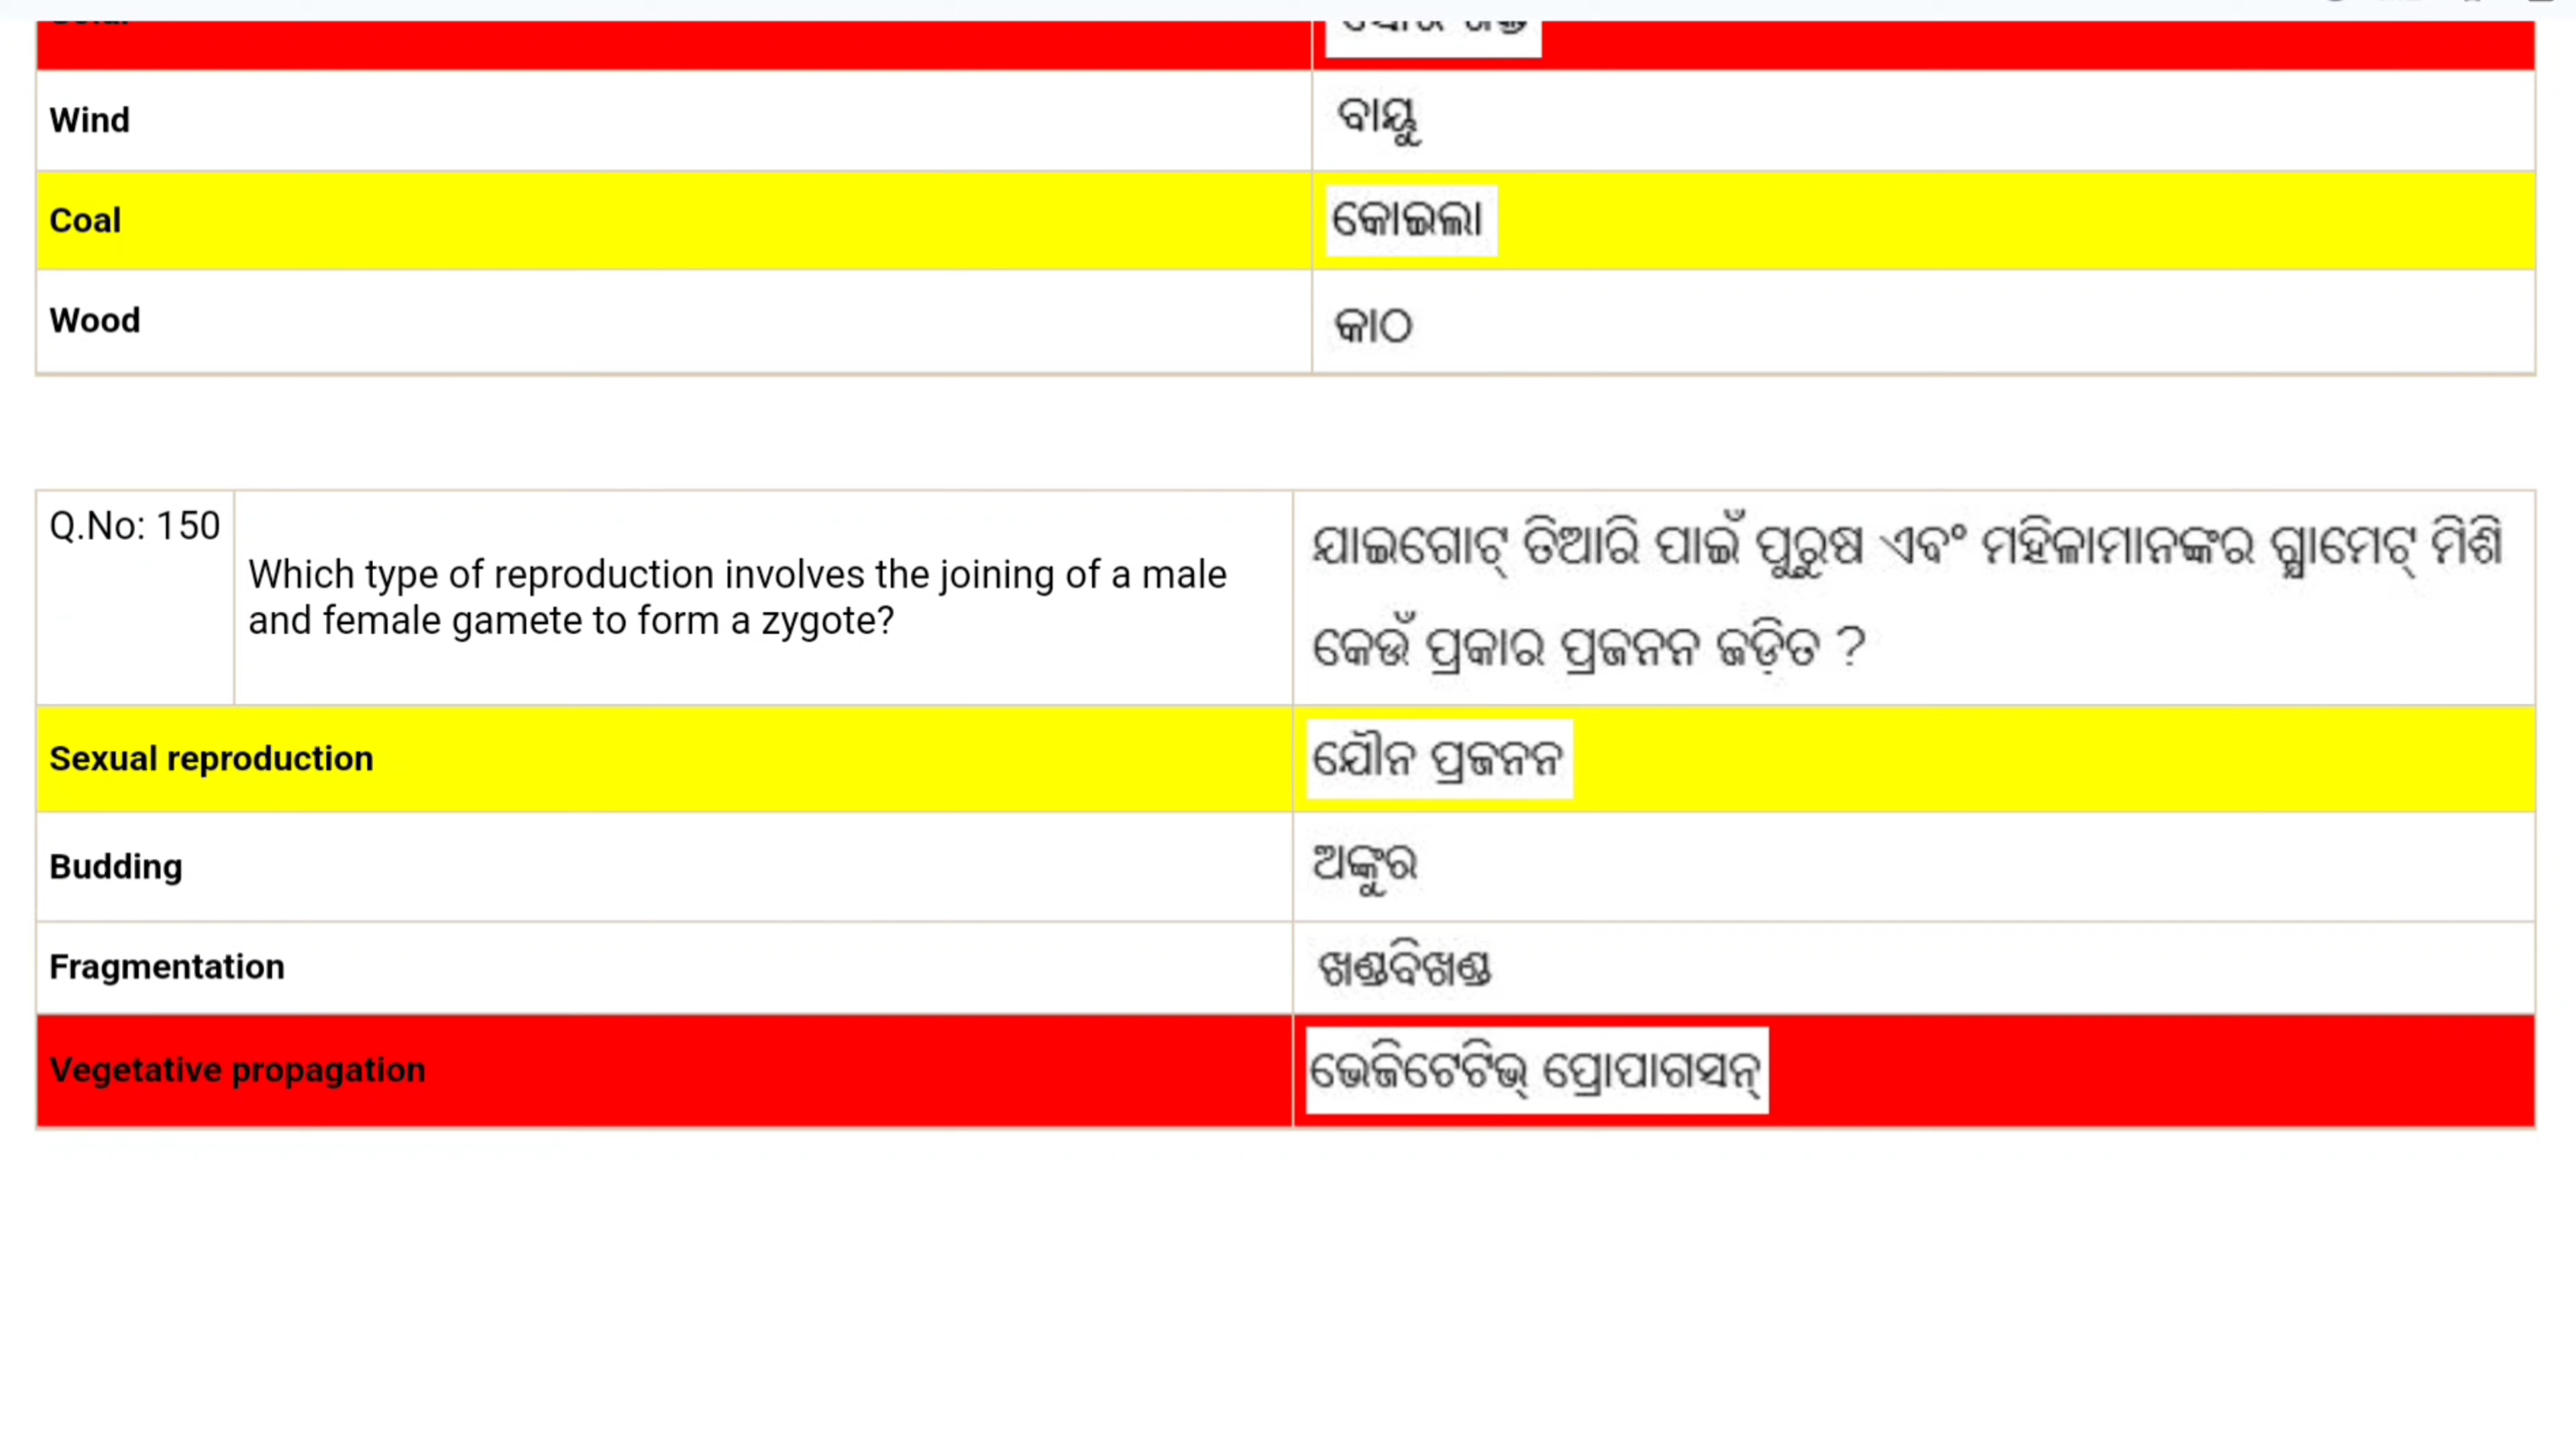 Wind ବାୟୁ
Coal କୋଇଲା
Wood କାଠ
Q.No: 150
Which type of reproduction involves the joining of a male
and female gamete to form a zygote?
ଯାଇଗୋଟ୍ ତିଆରି ପାଇଁ ପୁରୁଷ ଏବଂ ମହିଳାମାନଙ୍କର ଗ୍ଯାମେଟ୍ ମିଶି
କେଉଁ ପ୍ରକାର ପ୍ରଜନନ ଜଡ଼ିତ ?
Sexual reproduction ଯୌନ ପ୍ରଜନନ
Budding ଅଙ୍କୁର
Fragmentation ଖଣ୍ଡବିଖଣ୍ଡ
Vegetative propagation ଭେଜିଟେଟିଭ୍ ପ୍ରୋପାଗସନ୍